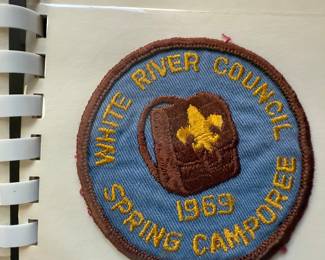 WHITE RIVER COUNCIL
1969
SPRING CAMPOREE